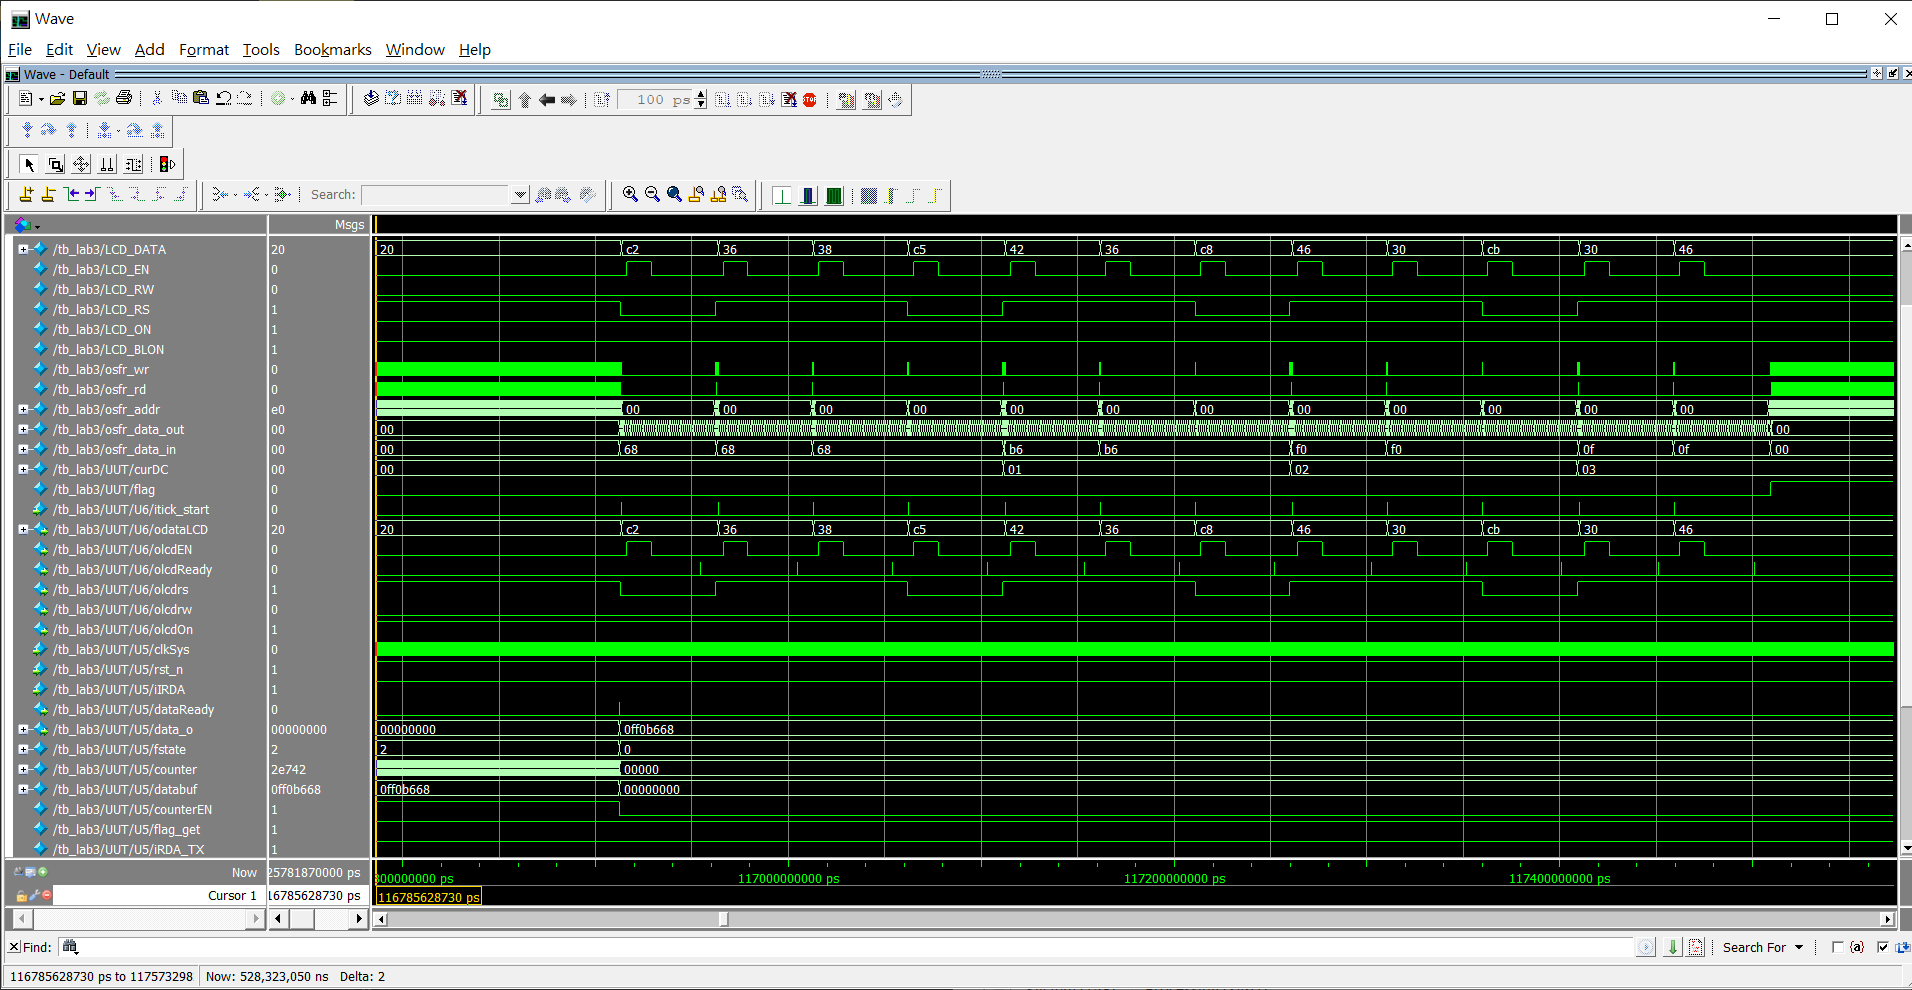 Wave
File Edit View Add Format Tools Bookmarks Window Help
Wave - Default
100 ps
STOP
Search:
Msgs
/tb_lab3/LCD_DATA 20 20 c2 36 38 c5 42 36 c8 46 30 cb 30 46
/tb_lab3/LCD_EN 0
/tb_lab3/LCD_RW 0
/tb_lab3/LCD_RS 1
/tb_lab3/LCD_ON 1
/tb_lab3/LCD_BLON 1
/tb_lab3/osfr_wr 0
/tb_lab3/osfr_rd 0
/tb_lab3/osfr_addr e0 00 00 00 00 00 00 00 00 00 00 00 00
/tb_lab3/osfr_data_out 00 00 00
/tb_lab3/osfr_data_in 00 00 68 68 68 b6 b6 f0 f0 0f 0f 00
/tb_lab3/UUT/curDC 00 00 01 02 03
/tb_lab3/UUT/flag 0
/tb_lab3/UUT/U6/itick_start 0
/tb_lab3/UUT/U6/odataLCD 20 20 c2 36 38 c5 42 36 c8 46 30 cb 30 46
/tb_lab3/UUT/U6/olcdEN 0
/tb_lab3/UUT/U6/olcdReady 0
/tb_lab3/UUT/U6/olcdrs 1
/tb_lab3/UUT/U6/olcdrw 0
/tb_lab3/UUT/U6/olcdOn 1
/tb_lab3/UUT/U5/clkSys 0
/tb_lab3/UUT/U5/rst_n 1
/tb_lab3/UUT/U5/iIRDA 1
/tb_lab3/UUT/U5/dataReady 0
/tb_lab3/UUT/U5/data_o 00000000 00000000 0ff0b668
/tb_lab3/UUT/U5/fstate 2 2 0
/tb_lab3/UUT/U5/counter 2e742 00000
/tb_lab3/UUT/U5/databuf 0ff0b668 0ff0b668 00000000
/tb_lab3/UUT/U5/counterEN 1
/tb_lab3/UUT/U5/flag_get 1
/tb_lab3/UUT/U5/iRDA_TX 1
Now 25781870000 ps 300000000 ps 117000000000 ps 117200000000 ps 117400000000 ps
Cursor 1 16785628730 ps 116785628730 ps
Find: Search For {a}
116785628730 ps to 117573298 Now: 528,323,050 ns Delta: 2